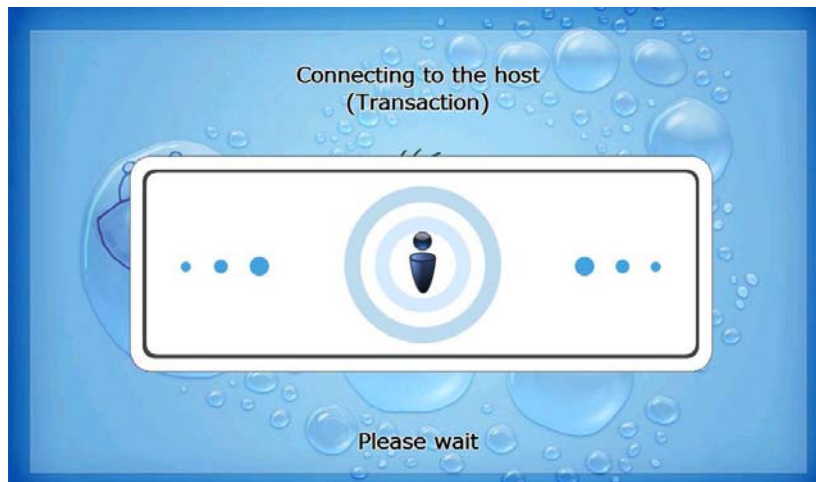 Connecting to the host
(Transaction)
Please wait